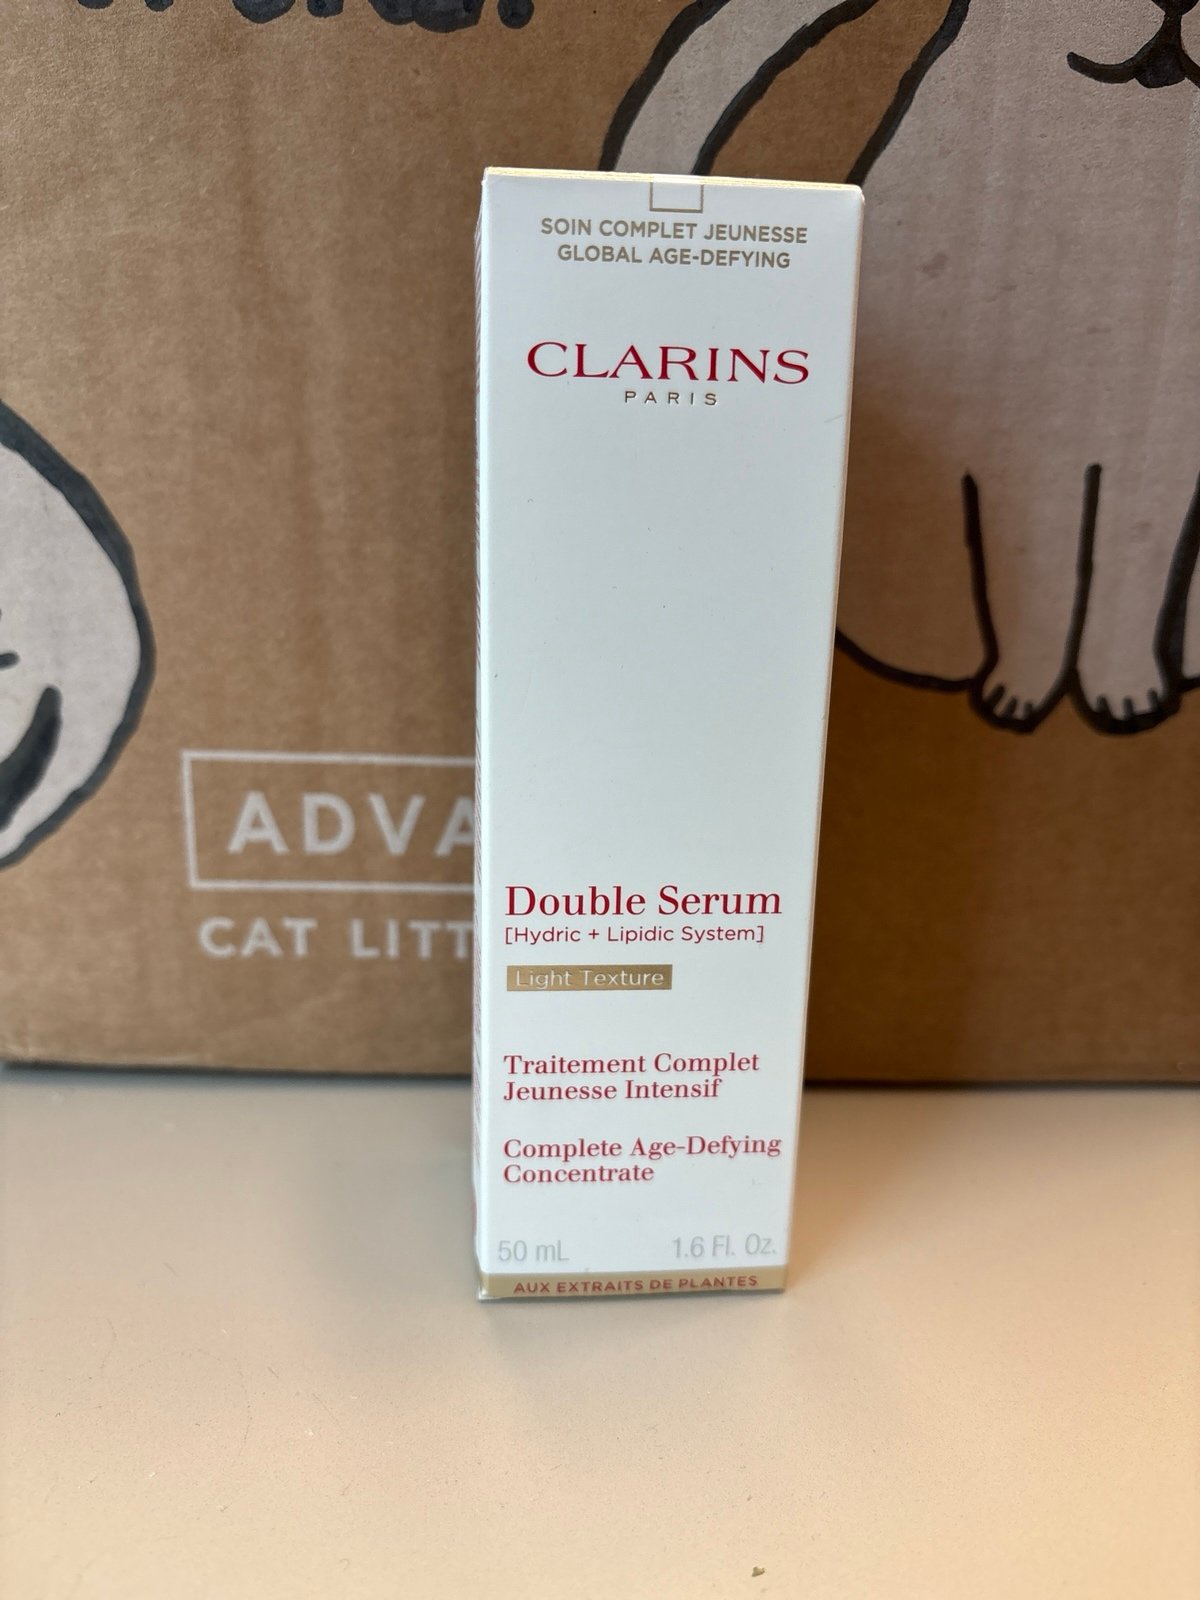 SOIN COMPLET JEUNESSE
GLOBAL AGE-DEFYING
CLARINS
PARIS
Double Serum
[Hydric + Lipidic System]
Light Texture
Traitement Complet
Jeunesse Intensif
Complete Age-Defying
Concentrate
50 mL 1.6 Fl. Oz.
AUX EXTRAITS DE PLANTES
ADVA
CAT LITT